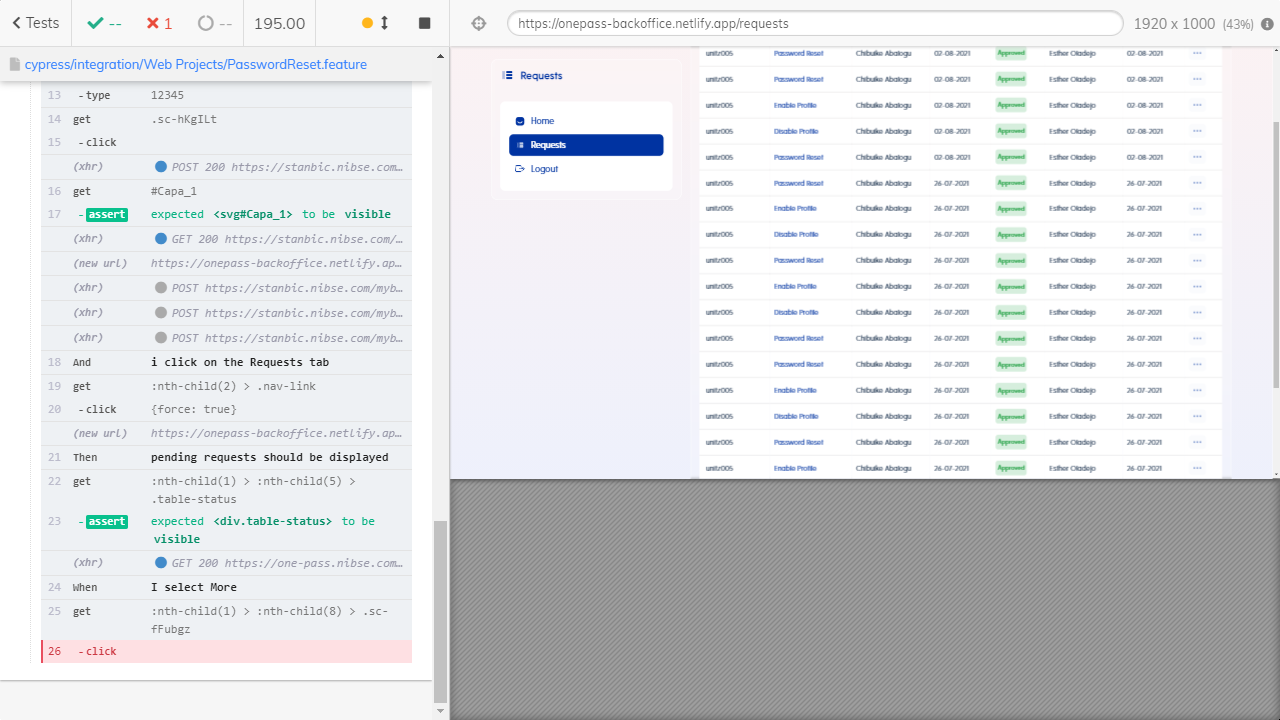 Tests
--
1
--
195.00
https://onepass-backoffice.netlify.app/requests
1920 x 1000 (43%)
13 - type 12345
14 get .sc-nkgilt
15 - click
POST 200 https://stanbtr.nibse.com...
16 get #Capa_1
17 - assert expected <svg#Capa_1> to be visible
(new url) https://onepass-backoffice.netlify.ap...
(xhr) POST https://stanbtr.nibse.com/myb...
(xhr) POST https://stanbtr.nibse.com/myb...
(xhr) POST https://stanbtr.nibse.com/myb...
18 And i click on the Requests tab
19 get :nth-child(2) > .nav-link
20 - click {force: true}
(new url) https://onepass-backoffice.netlify.ap...
21 Then pending requests should be displayed
22 get :nth-child(1) > :nth-child(5) >
.table-status
23 - assert expected <div.table-status> to be
visible
(xhr) GET 200 https://one-pass.nibse.com...
24 When I select More
25 get :nth-child(1) > :nth-child(8) > .sc-
fFubgz
26 - click
Requests
Home
Requests
Logout
unitz005 Password Reset Chibuike Abalogu 02-08-2021 Approved Esther Oladejo 02-08-2021
unitz005 Password Reset Chibuike Abalogu 02-08-2021 Approved Esther Oladejo 02-08-2021
unitz005 Enable Profile Chibuike Abalogu 02-08-2021 Approved Esther Oladejo 02-08-2021
unitz005 Disable Profile Chibuike Abalogu 02-08-2021 Approved Esther Oladejo 02-08-2021
unitz005 Password Reset Chibuike Abalogu 02-08-2021 Approved Esther Oladejo 02-08-2021
unitz005 Password Reset Chibuike Abalogu 26-07-2021 Approved Esther Oladejo 26-07-2021
unitz005 Enable Profile Chibuike Abalogu 26-07-2021 Approved Esther Oladejo 26-07-2021
unitz005 Disable Profile Chibuike Abalogu 26-07-2021 Approved Esther Oladejo 26-07-2021
unitz005 Password Reset Chibuike Abalogu 26-07-2021 Approved Esther Oladejo 26-07-2021
unitz005 Enable Profile Chibuike Abalogu 26-07-2021 Approved Esther Oladejo 26-07-2021
unitz005 Disable Profile Chibuike Abalogu 26-07-2021 Approved Esther Oladejo 26-07-2021
unitz005 Password Reset Chibuike Abalogu 26-07-2021 Approved Esther Oladejo 26-07-2021
unitz005 Password Reset Chibuike Abalogu 26-07-2021 Approved Esther Oladejo 26-07-2021
unitz005 Enable Profile Chibuike Abalogu 26-07-2021 Approved Esther Oladejo 26-07-2021
unitz005 Disable Profile Chibuike Abalogu 26-07-2021 Approved Esther Oladejo 26-07-2021
unitz005 Password Reset Chibuike Abalogu 26-07-2021 Approved Esther Oladejo 26-07-2021
unitz005 Enable Profile Chibuike Abalogu 26-07-2021 Approved Esther Oladejo 26-07-2021